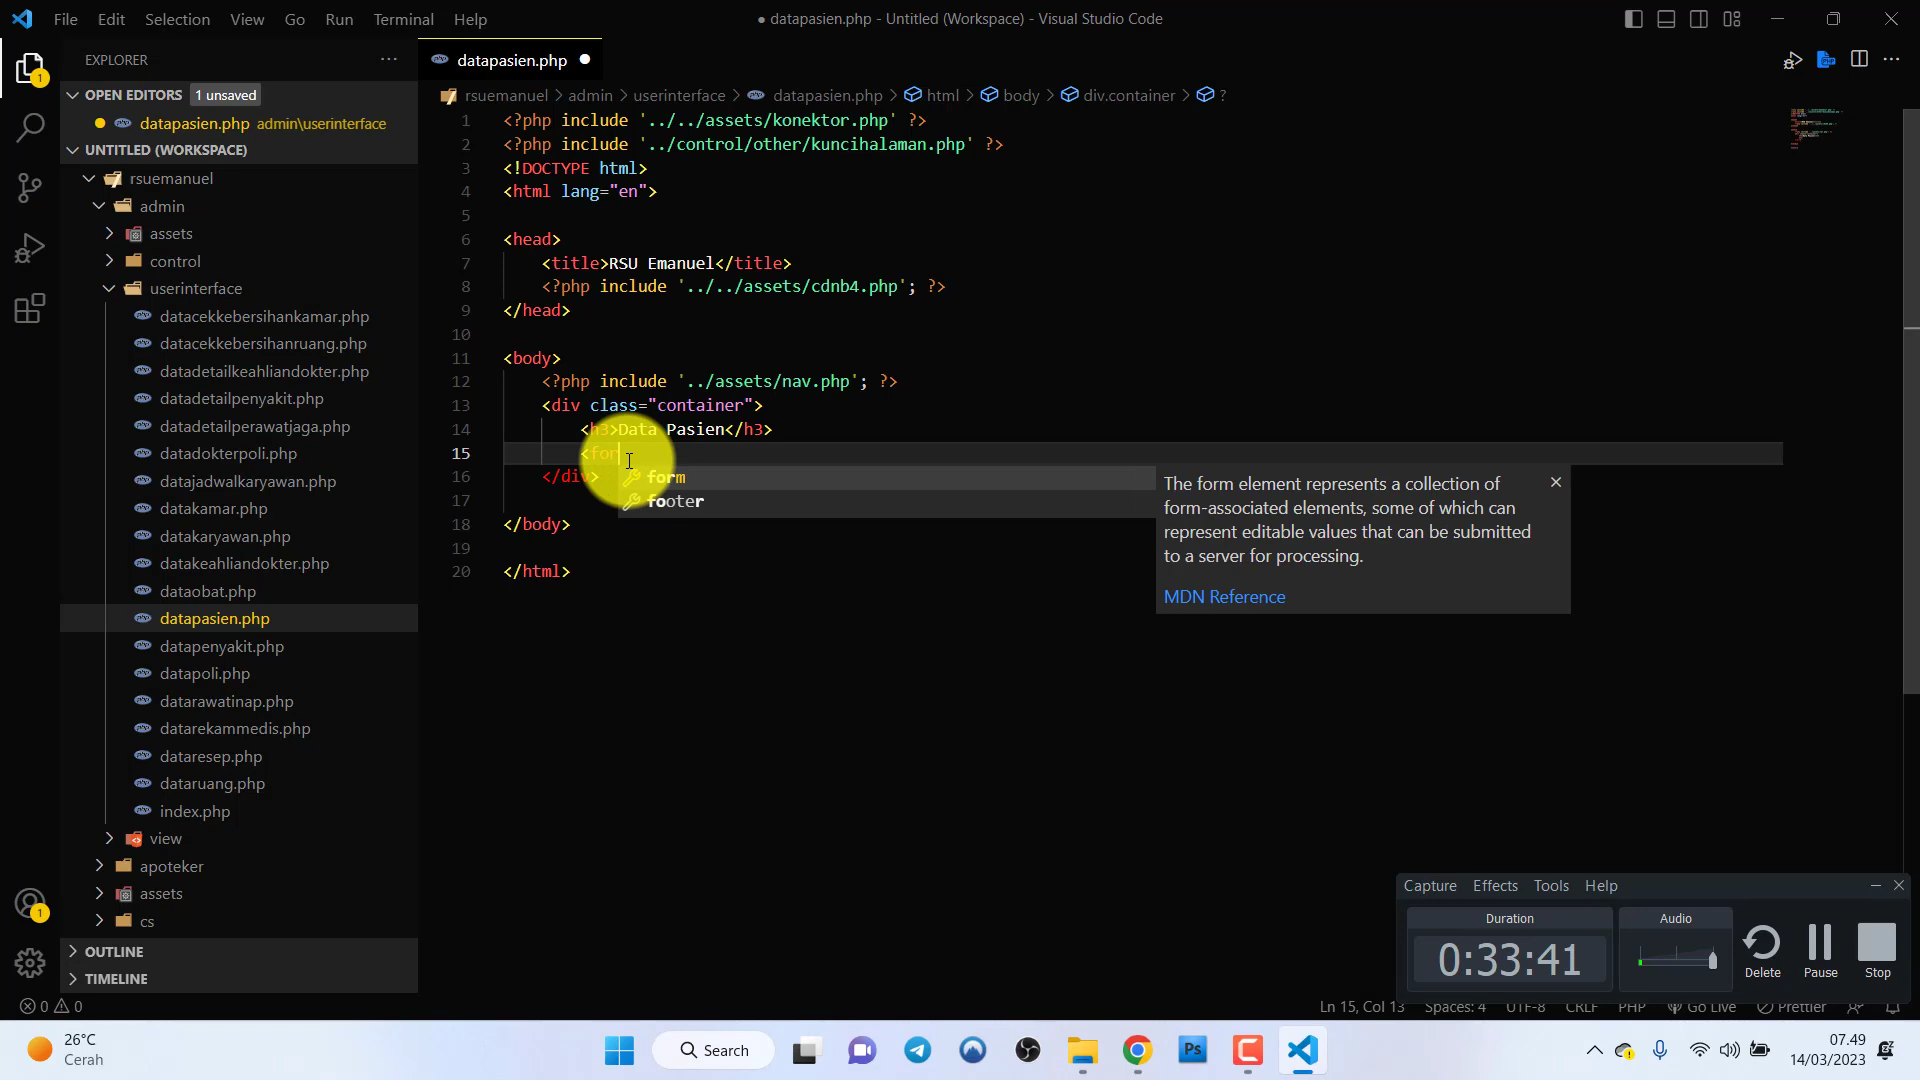 File Edit Selection View Go Run Terminal Help
● datapasien.php - Untitled (Workspace) - Visual Studio Code
EXPLORER
OPEN EDITORS 1 unsaved
datapasien.php admin\userinterface
UNTITLED (WORKSPACE)
rsuemanuel
admin
assets
control
userinterface
datacekkebersihankamar.php
datacekkebersihanruang.php
datadetailkeahliandokter.php
datadetailpenyakit.php
datadetailperawatjaga.php
datadokterpoli.php
datajadwalkaryawan.php
datakamar.php
datakaryawan.php
datakeahliandokter.php
dataobat.php
datapasien.php
datapenyakit.php
datapoli.php
datarawatinap.php
datarekammedis.php
dataresep.php
dataruang.php
index.php
view
apoteker
assets
cs
OUTLINE
TIMELINE
datapasien.php
rsuemanuel > admin > userinterface > datapasien.php > html > body > div.container > ?
1 <?php include '../../assets/konektor.php' ?>
2 <?php include '../control/other/kuncihalaman.php' ?>
3 <!DOCTYPE html>
4 <html lang="en">
5
6 <head>
7 <title>RSU Emanuel</title>
8 <?php include '../../assets/cdnb4.php'; ?>
9 </head>
10
11 <body>
12 <?php include '../assets/nav.php'; ?>
13 <div class="container">
14 <h3>Data Pasien</h3>
15 <for
16 </div>
17
18 </body>
19
20 </html>
form
footer
The form element represents a collection of
form-associated elements, some of which can
represent editable values that can be submitted
to a server for processing.
MDN Reference
Capture Effects Tools Help
Duration
0:33:41
Audio
Delete
Pause
Stop
0 0
Ln 15, Col 13 Spaces: 4 UTF-8 CRLF PHP Go Live Prettier
1
1
26°C
Cerah
Search
Ps
07.49
14/03/2023